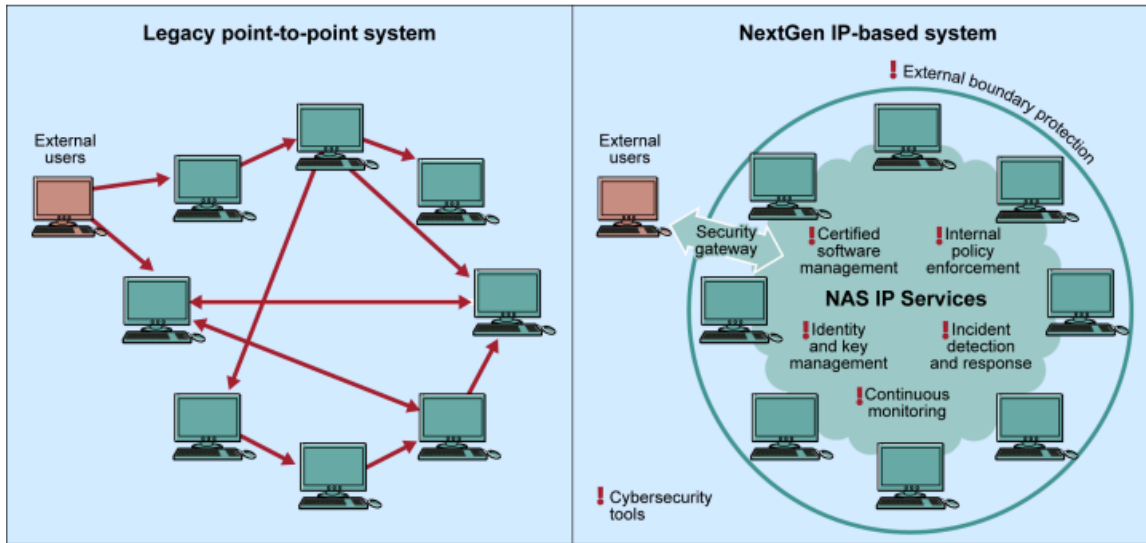 Legacy point-to-point system
External
users
NextGen IP-based system
! External boundary protection
External
users
Security
gateway
! Certified
software
management
! Internal
policy
enforcement
NAS IP Services
! Identity
and key
management
! Incident
detection
and response
! Continuous
monitoring
! Cybersecurity
tools